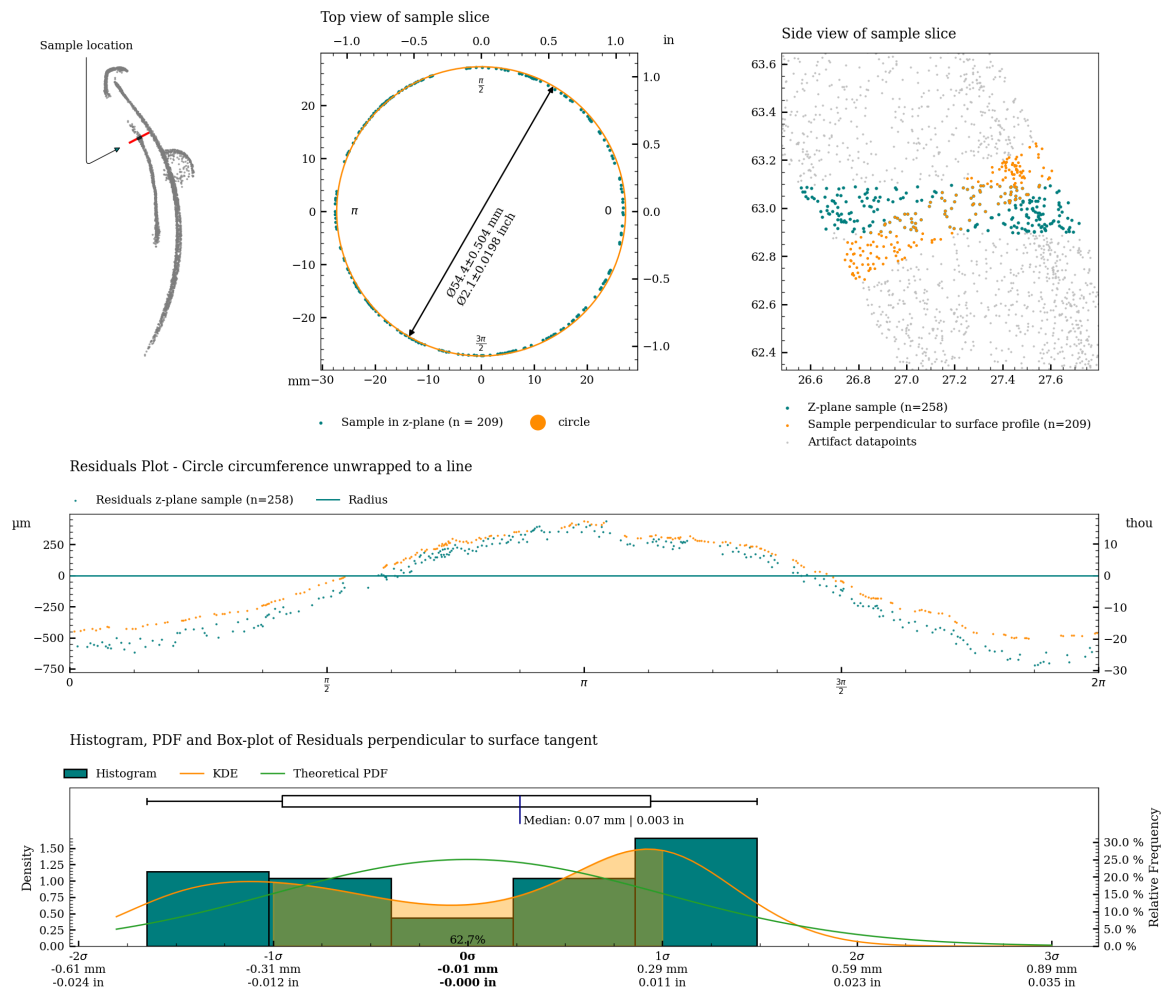 Sample location
Top view of sample slice
−1.0 −0.5 0.0 0.5 1.0 in
20
10
0
−10
−20
mm
−30 −20 −10 0 10 20
1.0
0.5
0.0
−0.5
−1.0
π/2
π
0
3π/2
Ø54.4±0.504 mm
Ø2.1±0.0198 inch
Sample in z-plane (n = 209) circle
Side view of sample slice
63.6
63.4
63.2
63.0
62.8
62.6
62.4
26.6 26.8 27.0 27.2 27.4 27.6
Z-plane sample (n=258)
Sample perpendicular to surface profile (n=209)
Artifact datapoints
Residuals Plot - Circle circumference unwrapped to a line
Residuals z-plane sample (n=258) Radius
µm
thou
250
0
−250
−500
−750
10
0
−10
−20
−30
0 π/2 π 3π/2 2π
Histogram, PDF and Box-plot of Residuals perpendicular to surface tangent
Histogram KDE Theoretical PDF
Median: 0.07 mm | 0.003 in
Density
1.50
1.25
1.00
0.75
0.50
0.25
0.00
62.7%
30.0 %
25.0 %
20.0 %
15.0 %
10.0 %
5.0 %
0.0 %
Relative Frequency
-2σ -1σ 0σ 1σ 2σ 3σ
-0.61 mm -0.31 mm -0.01 mm 0.29 mm 0.59 mm 0.89 mm
-0.024 in -0.012 in -0.000 in 0.011 in 0.023 in 0.035 in